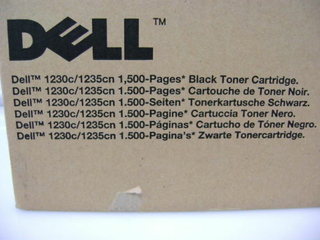 DELL™
Dell™ 1230c/1235cn 1,500-Pages* Black Toner Cartridge.
Dell™ 1230c/1235cn 1.500-Pages* Cartouche de Toner Noir.
Dell™ 1230c/1235cn 1.500-Seiten* Tonerkartusche Schwarz.
Dell™ 1230c/1235cn 1.500-Pagine* Cartuccia Toner Nero.
Dell™ 1230c/1235cn 1.500-Páginas* Cartucho de Tóner Negro.
Dell™ 1230c/1235cn 1.500-Pagina's* Zwarte Tonercartridge.